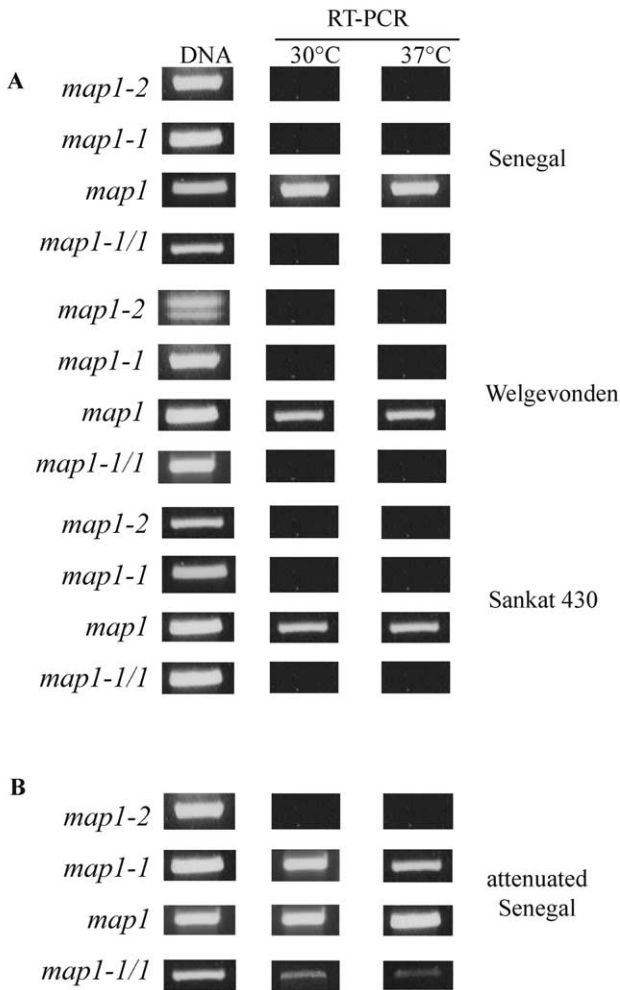 RT-PCR
DNA 30°C 37°C
A
map1-2
map1-1
Senegal
map1
map1-1/1
map1-2
map1-1
Welgevonden
map1
map1-1/1
map1-2
map1-1
Sankat 430
map1
map1-1/1
B
map1-2
map1-1
attenuated
Senegal
map1
map1-1/1